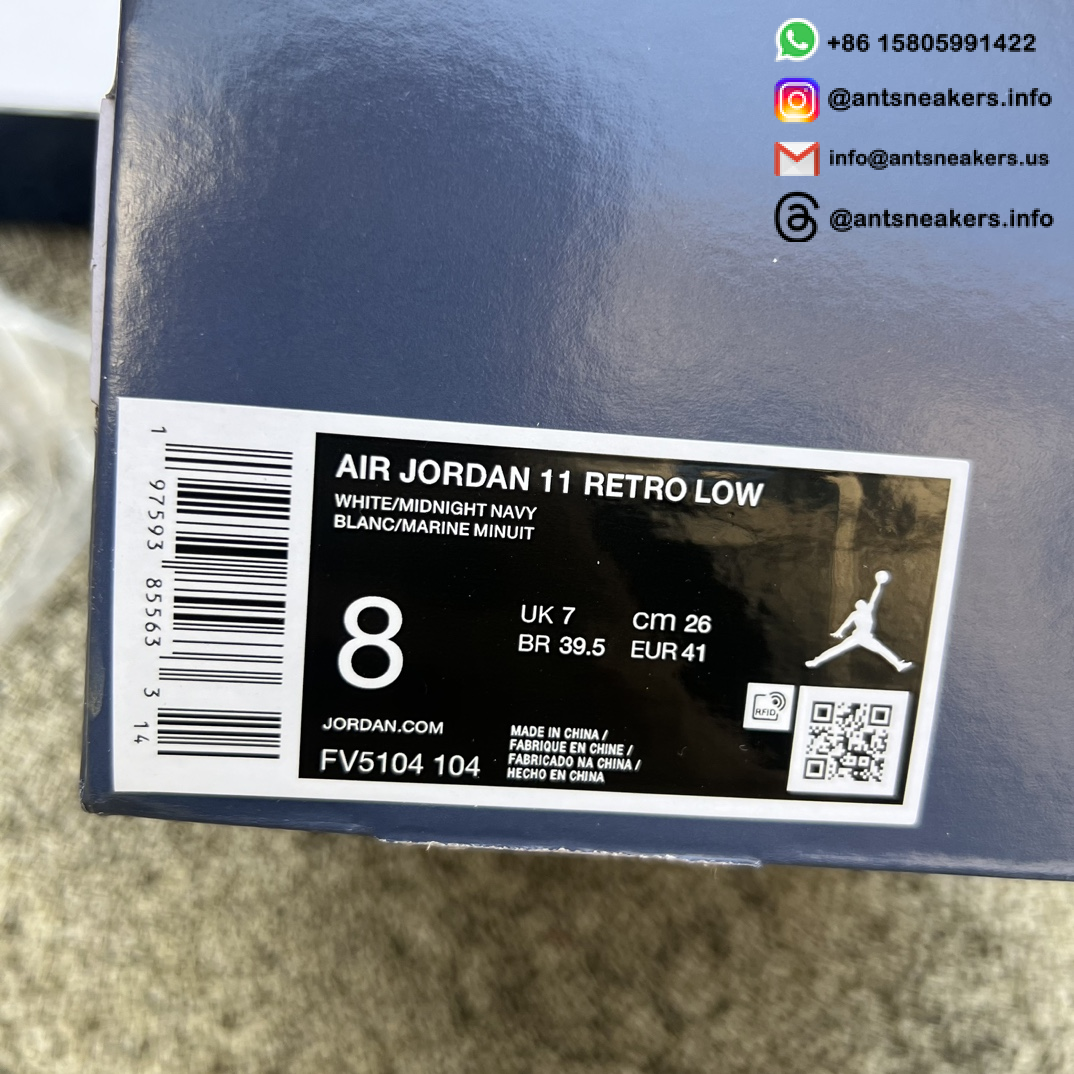 +86 15805991422
@antsneakers.info
info@antsneakers.us
@antsneakers.info
1 97593 85563 3 14
AIR JORDAN 11 RETRO LOW
WHITE/MIDNIGHT NAVY
BLANC/MARINE MINUIT
8
UK 7 cm 26
BR 39.5 EUR 41
JORDAN.COM
FV5104 104
MADE IN CHINA /
FABRIQUE EN CHINE /
FABRICADO NA CHINA /
HECHO EN CHINA
RFID